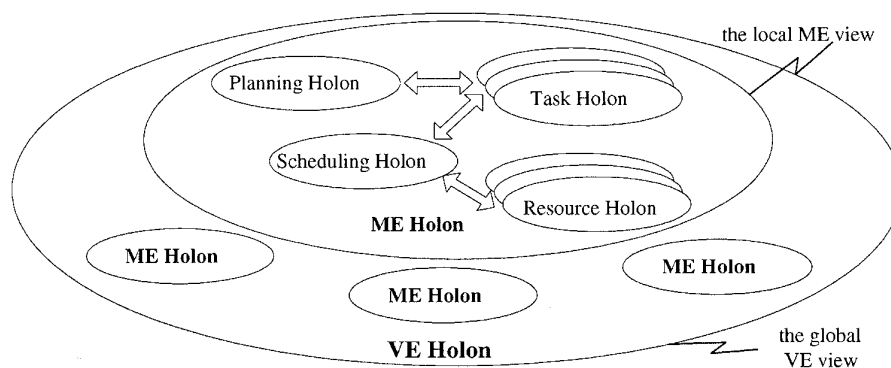 the local ME view
Planning Holon
Task Holon
Scheduling Holon
Resource Holon
ME Holon
ME Holon
ME Holon
ME Holon
VE Holon
the global
VE view